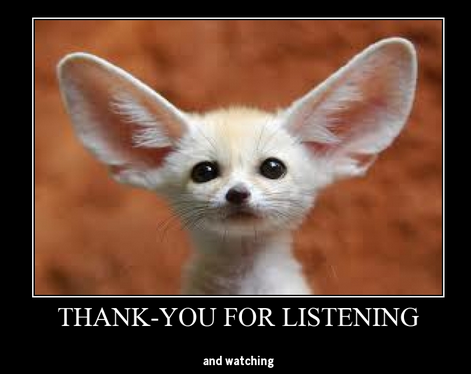 THANK-YOU FOR LISTENING
and watching